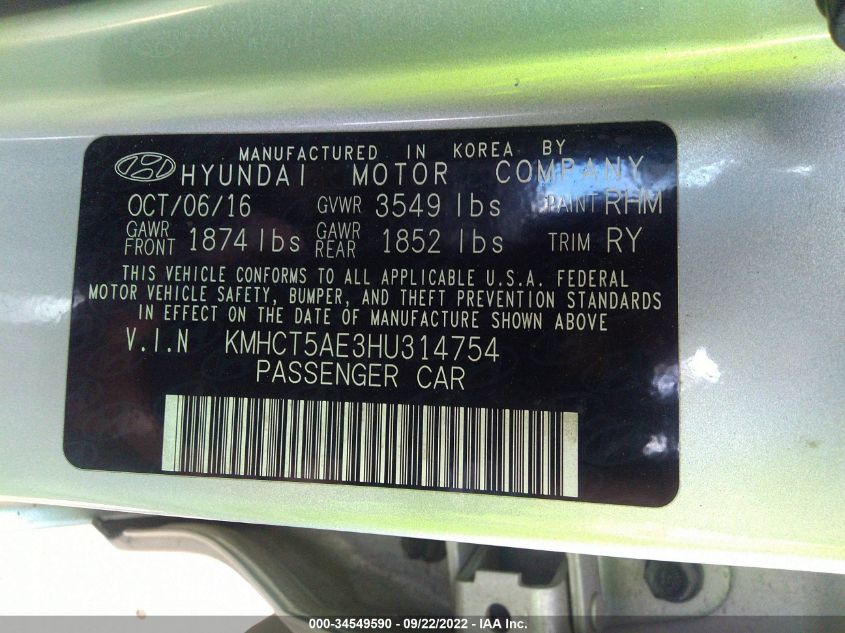 MANUFACTURED IN KOREA BY
HYUNDAI MOTOR COMPANY
OCT/06/16 GVWR 3549 lbs PAINT RHM
GAWR FRONT 1874 lbs GAWR REAR 1852 lbs TRIM RY
THIS VEHICLE CONFORMS TO ALL APPLICABLE U.S.A. FEDERAL
MOTOR VEHICLE SAFETY, BUMPER, AND THEFT PREVENTION STANDARDS
IN EFFECT ON THE DATE OF MANUFACTURE SHOWN ABOVE
V.I.N KMHCT5AE3HU314754
PASSENGER CAR
000-34549590 - 09/22/2022 - IAA Inc.